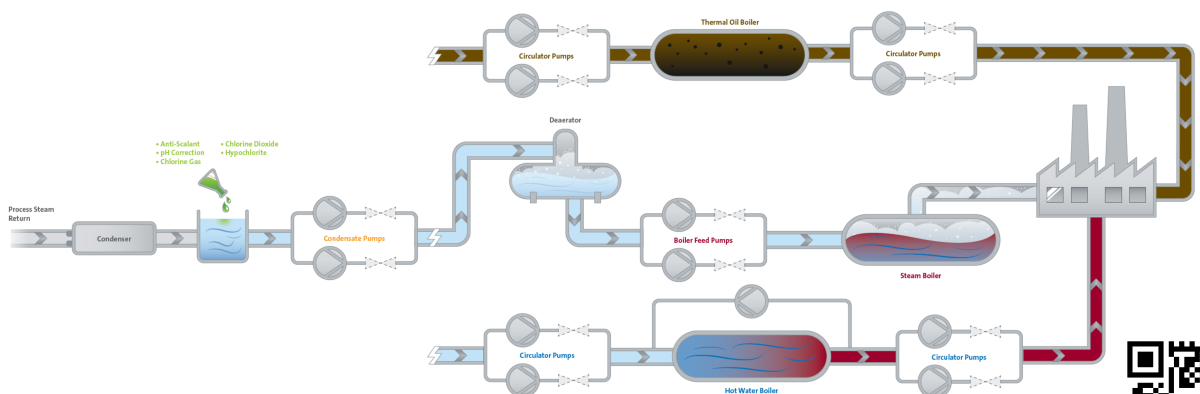 Thermal Oil Boiler
Circulator Pumps
Circulator Pumps
Deaerator
• Anti-Scalant
• pH Correction
• Chlorine Gas
• Chlorine Dioxide
• Hypochlorite
Process Steam
Return
Condenser
Condensate Pumps
Boiler Feed Pumps
Steam Boiler
Circulator Pumps
Circulator Pumps
Hot Water Boiler